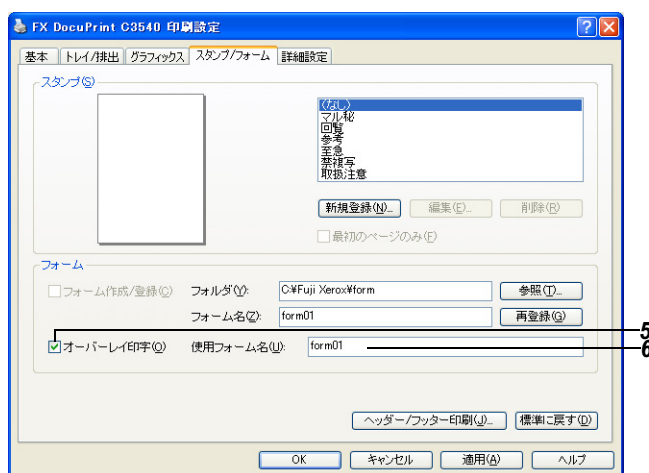 FX DocuPrint C3540 印刷設定
基本 トレイ/排出 グラフィックス スタンプ/フォーム 詳細設定
スタンプ(S)
(なし)
マル秘
回覧
参考
至急
禁複写
取扱注意
新規登録(N)... 編集(E)... 削除(R)
最初のページのみ(F)
フォーム
フォーム作成/登録(C) フォルダ(Y): C:¥Fuji Xerox¥form 参照(T)...
フォーム名(Z): form01 再登録(G)
5
オーバーレイ印字(O) 使用フォーム名(U): form01
6
ヘッダー/フッター印刷(J)... 標準に戻す(D)
OK キャンセル 適用(A) ヘルプ